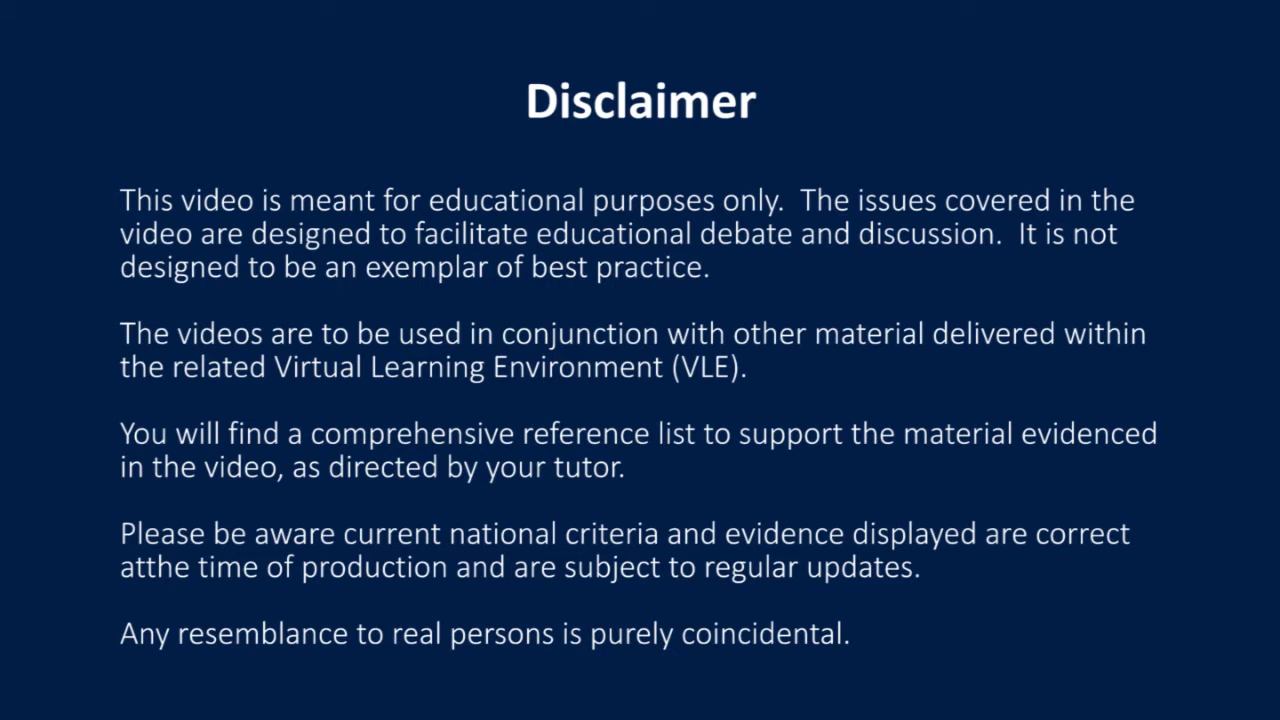 Disclaimer
This video is meant for educational purposes only.  The issues covered in the
video are designed to facilitate educational debate and discussion.  It is not
designed to be an exemplar of best practice.
The videos are to be used in conjunction with other material delivered within
the related Virtual Learning Environment (VLE).
You will find a comprehensive reference list to support the material evidenced
in the video, as directed by your tutor.
Please be aware current national criteria and evidence displayed are correct
atthe time of production and are subject to regular updates.
Any resemblance to real persons is purely coincidental.